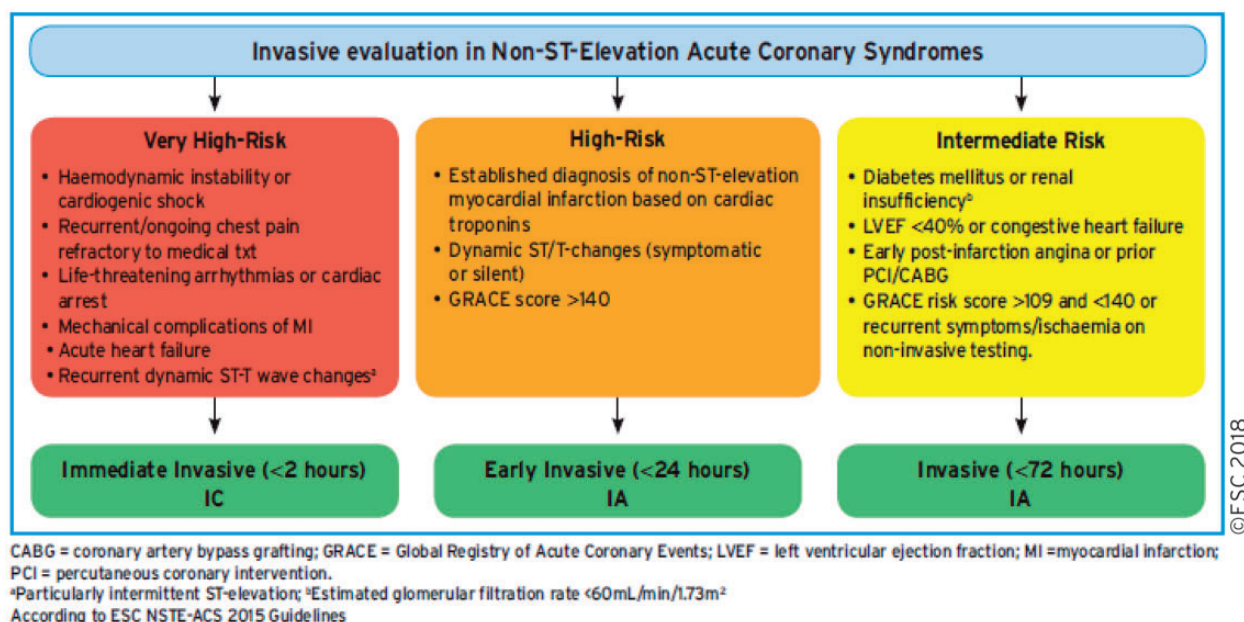 Invasive evaluation in Non-ST-Elevation Acute Coronary Syndromes
Very High-Risk
• Haemodynamic instability or
cardiogenic shock
• Recurrent/ongoing chest pain
refractory to medical txt
• Life-threatening arrhythmias or cardiac
arrest
• Mechanical complications of MI
• Acute heart failure
• Recurrent dynamic ST-T wave changesᵃ
Immediate Invasive (<2 hours)
IC
High-Risk
• Established diagnosis of non-ST-elevation
myocardial infarction based on cardiac
troponins
• Dynamic ST/T-changes (symptomatic
or silent)
• GRACE score >140
Early Invasive (<24 hours)
IA
Intermediate Risk
• Diabetes mellitus or renal
insufficiencyᵇ
• LVEF <40% or congestive heart failure
• Early post-infarction angina or prior
PCI/CABG
• GRACE risk score >109 and <140 or
recurrent symptoms/ischaemia on
non-invasive testing.
Invasive (<72 hours)
IA
©ESC 2018
CABG = coronary artery bypass grafting; GRACE = Global Registry of Acute Coronary Events; LVEF = left ventricular ejection fraction; MI =myocardial infarction;
PCI = percutaneous coronary intervention.
ᵃParticularly intermittent ST-elevation; ᵇEstimated glomerular filtration rate <60mL/min/1.73m²
According to ESC NSTE-ACS 2015 Guidelines